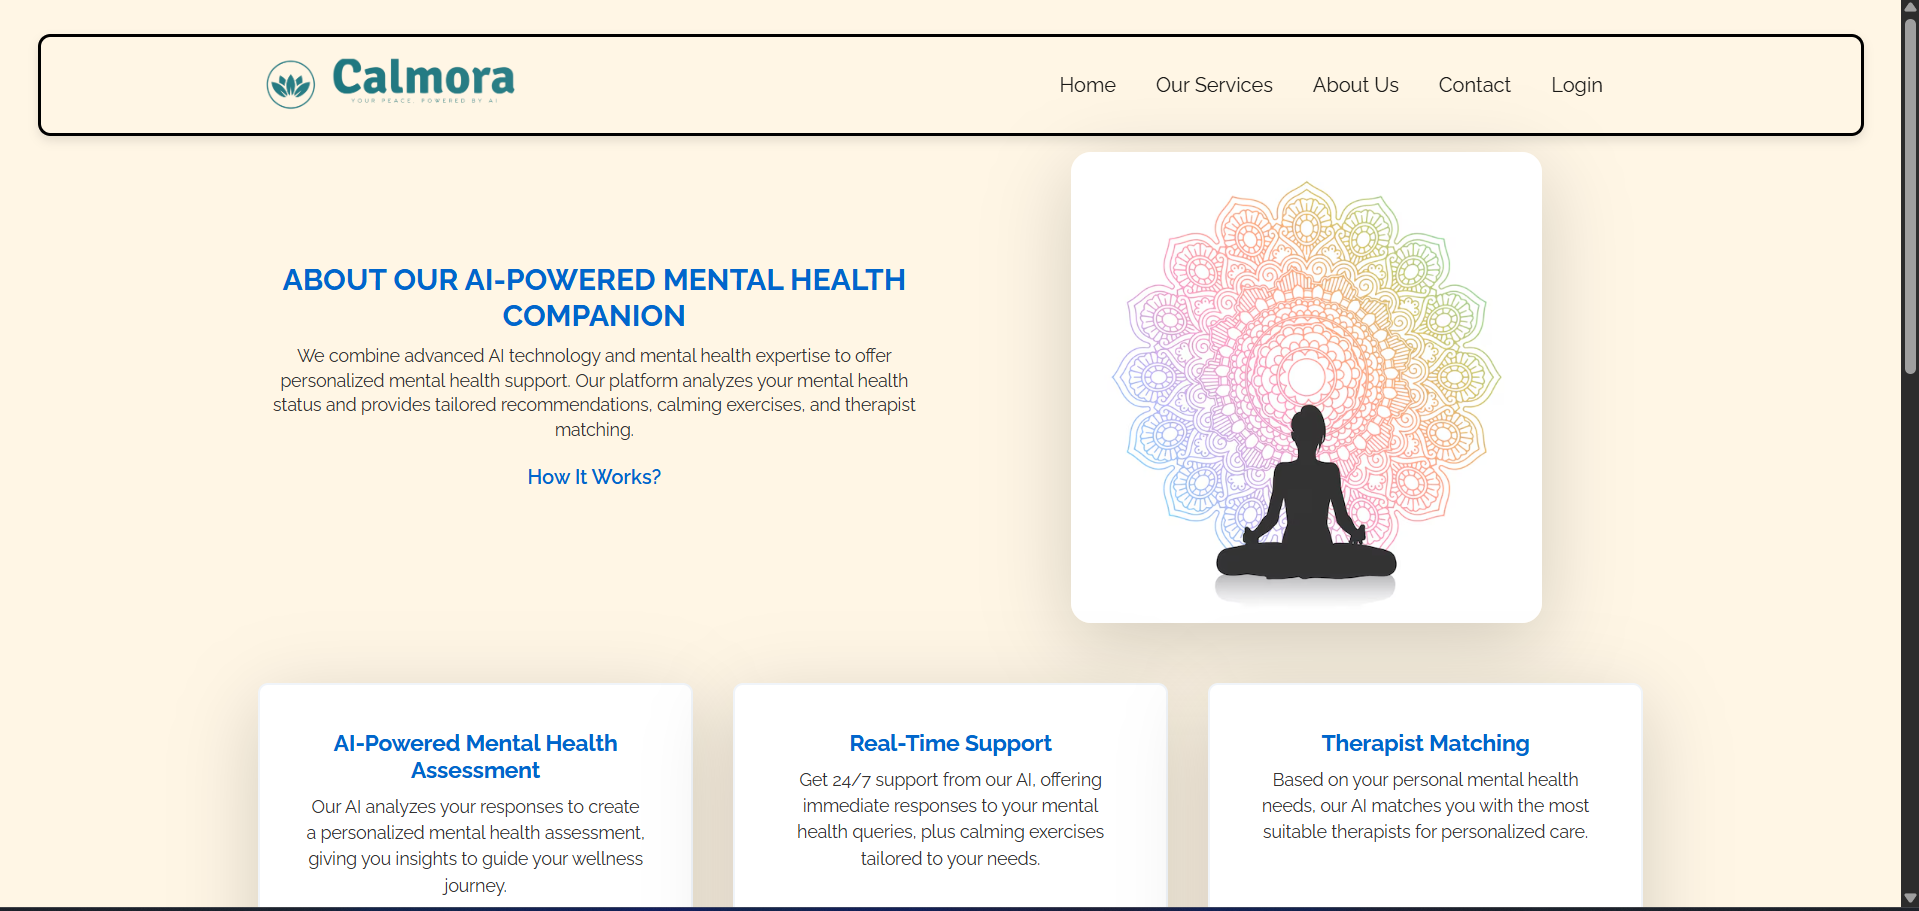 Calmora
YOUR PEACE. POWERED BY AI
Home
Our Services
About Us
Contact
Login
ABOUT OUR AI-POWERED MENTAL HEALTH
COMPANION
We combine advanced AI technology and mental health expertise to offer
personalized mental health support. Our platform analyzes your mental health
status and provides tailored recommendations, calming exercises, and therapist
matching.
How It Works?
AI-Powered Mental Health
Assessment
Our AI analyzes your responses to create
a personalized mental health assessment,
giving you insights to guide your wellness
journey.
Real-Time Support
Get 24/7 support from our AI, offering
immediate responses to your mental
health queries, plus calming exercises
tailored to your needs.
Therapist Matching
Based on your personal mental health
needs, our AI matches you with the most
suitable therapists for personalized care.